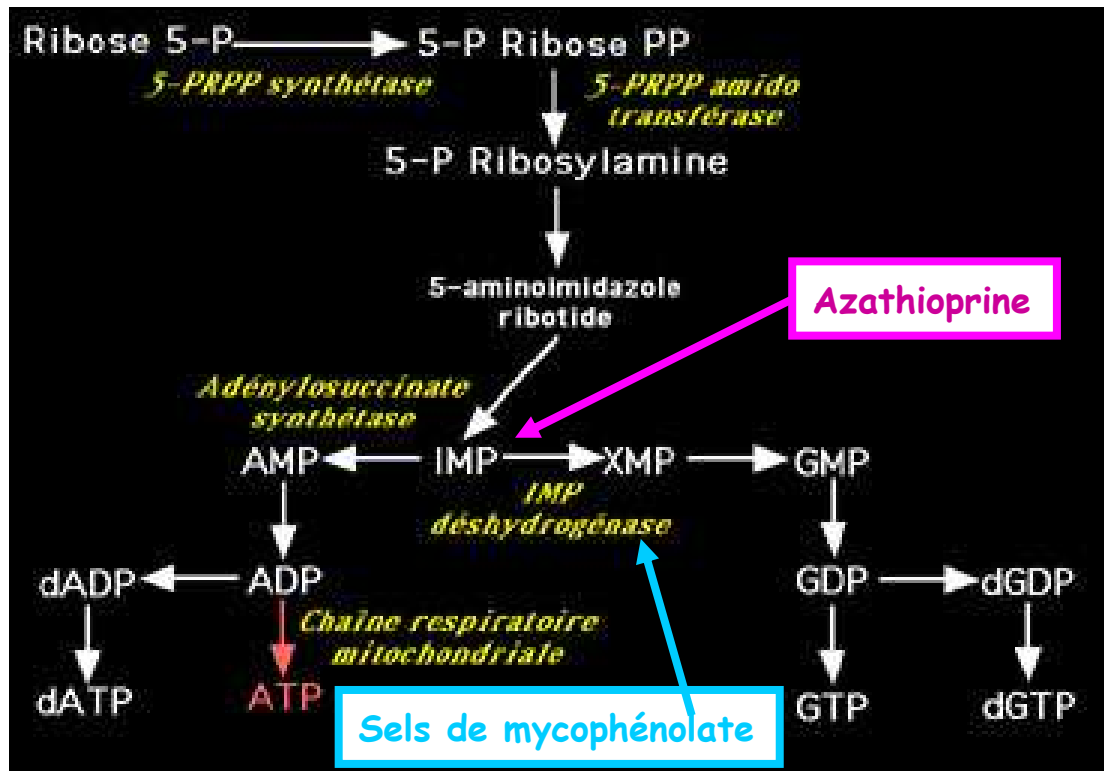 Ribose 5-P
5-P Ribose PP
5-PRPP synthétase
5-PRPP amido
transférase
5-P Ribosylamine
5-aminoimidazole
ribotide
Azathioprine
Adénylosuccinate
synthétase
AMP
IMP
XMP
GMP
IMP
déshydrogénase
dADP
ADP
GDP
dGDP
Chaîne respiratoire
mitochondriale
dATP
ATP
GTP
dGTP
Sels de mycophénolate